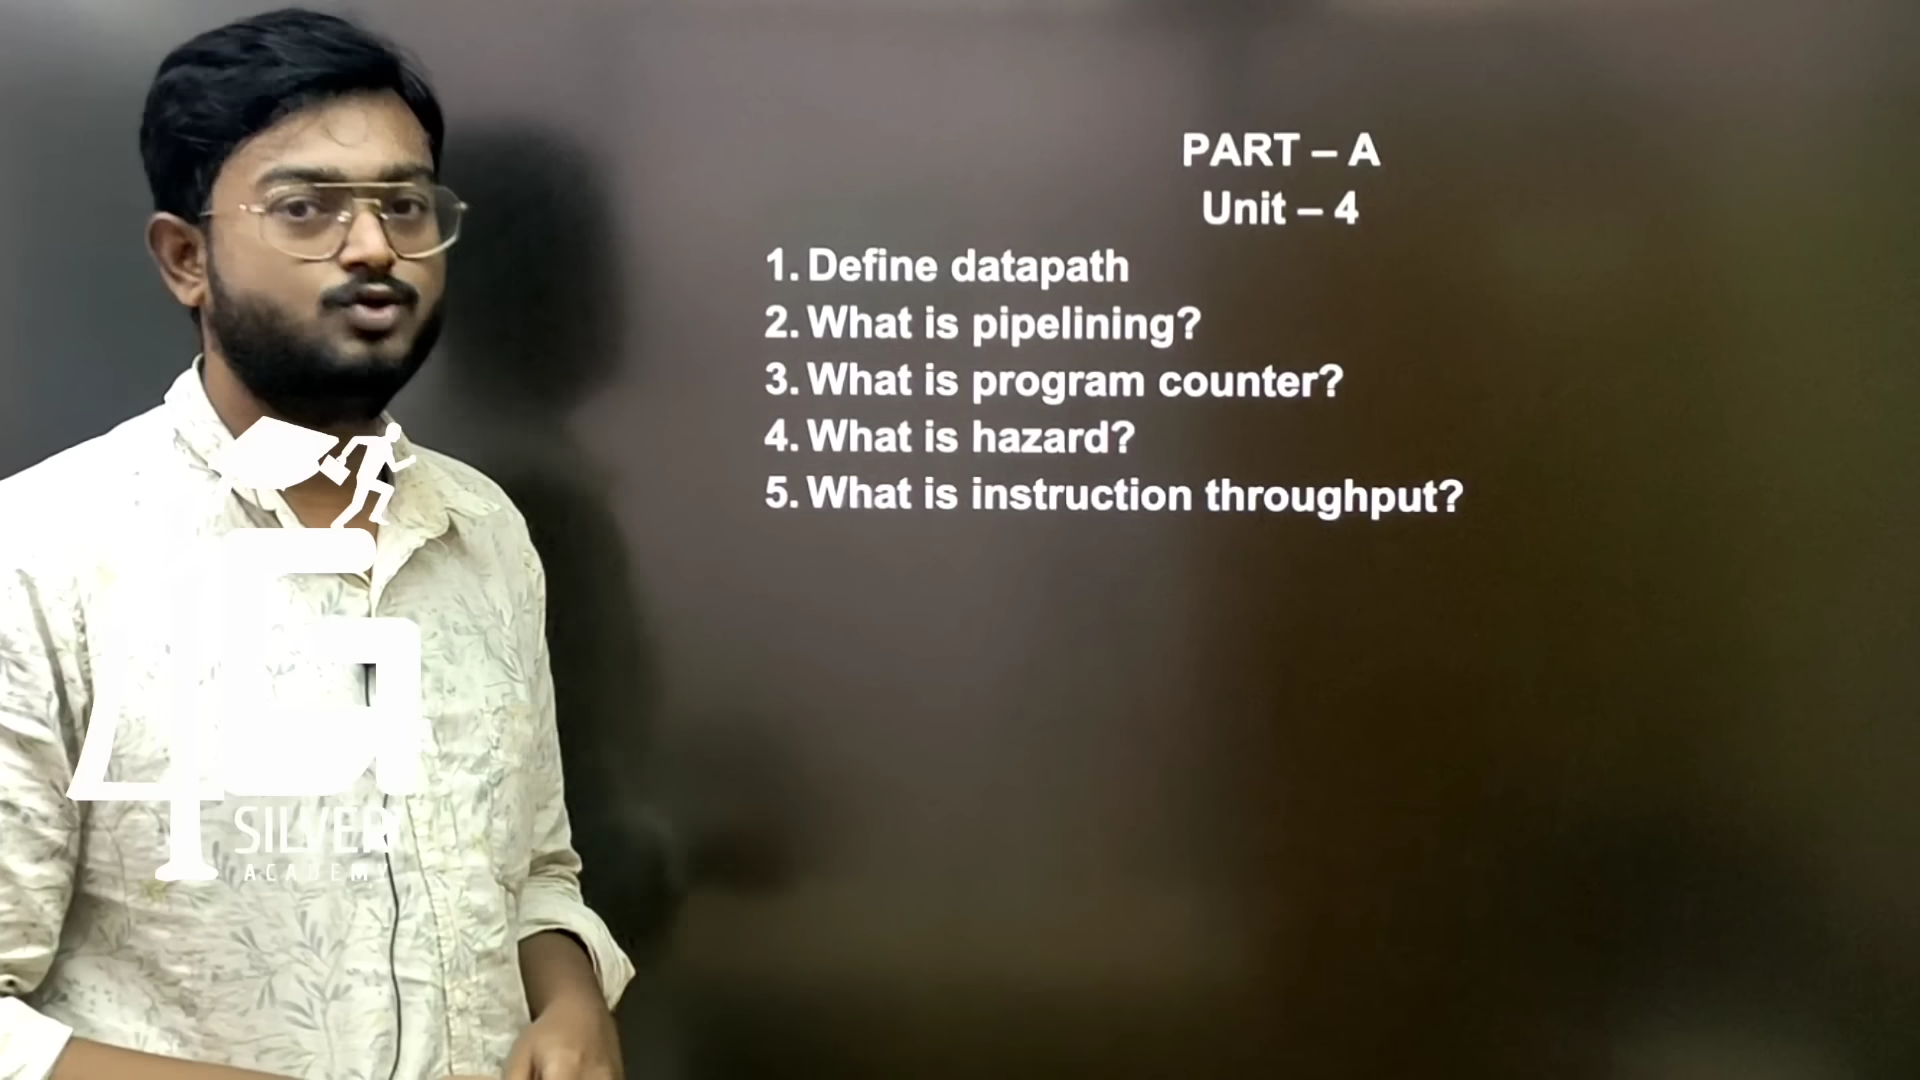 PART – A
Unit – 4
1. Define datapath
2. What is pipelining?
3. What is program counter?
4. What is hazard?
5. What is instruction throughput?
4G
SILVER
ACADEMY